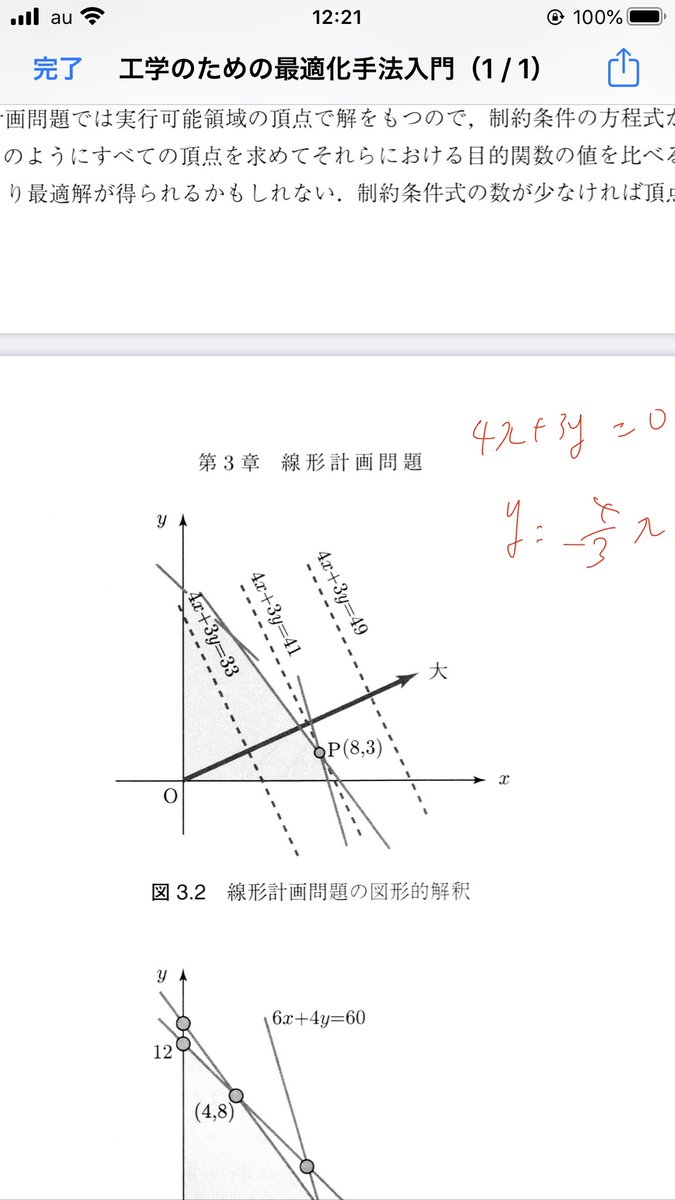 au 12:21 100%
完了 工学のための最適化手法入門（1 / 1）
画問題では実行可能領域の頂点で解をもつので，制約条件の方程式
のようにすべての頂点を求めてそれらにおける目的関数の値を比べる
り最適解が得られるかもしれない．制約条件式の数が少なければ頂点
4x+3y=0
第3章 線形計画問題
y=-4/3 x
y
4x+3y=33
4x+3y=41
4x+3y=49
大
P(8,3)
O
x
図 3.2 線形計画問題の図形的解釈
y
6x+4y=60
12
(4,8)